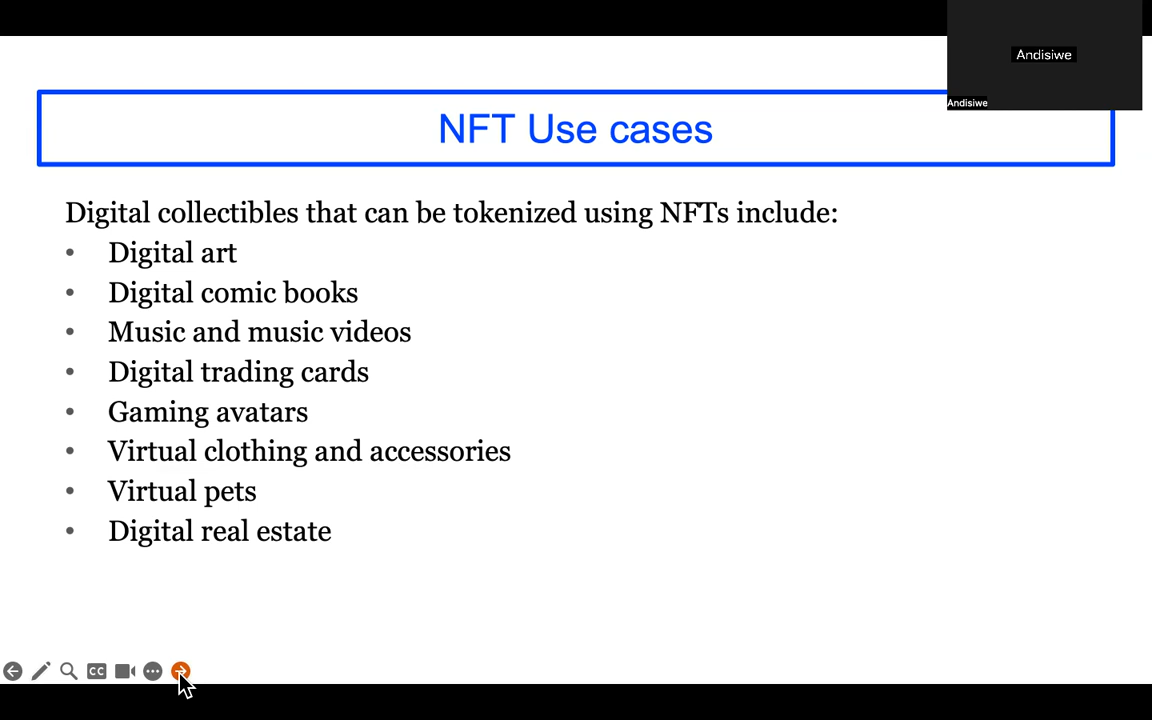 Andisiwe
Andisiwe
NFT Use cases
Digital collectibles that can be tokenized using NFTs include:
• Digital art
• Digital comic books
• Music and music videos
• Digital trading cards
• Gaming avatars
• Virtual clothing and accessories
• Virtual pets
• Digital real estate
CC